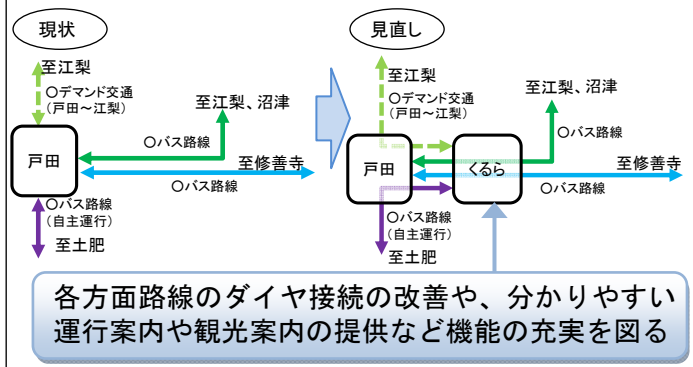 現状
至江梨
○デマンド交通
（戸田～江梨）
至江梨、沼津
○バス路線
戸田
至修善寺
○バス路線
○バス路線
（自主運行）
至土肥
見直し
至江梨
○デマンド交通
（戸田～江梨）
至江梨、沼津
○バス路線
戸田
くるら
至修善寺
○バス路線
○バス路線
（自主運行）
至土肥
各方面路線のダイヤ接続の改善や、分かりやすい
運行案内や観光案内の提供など機能の充実を図る